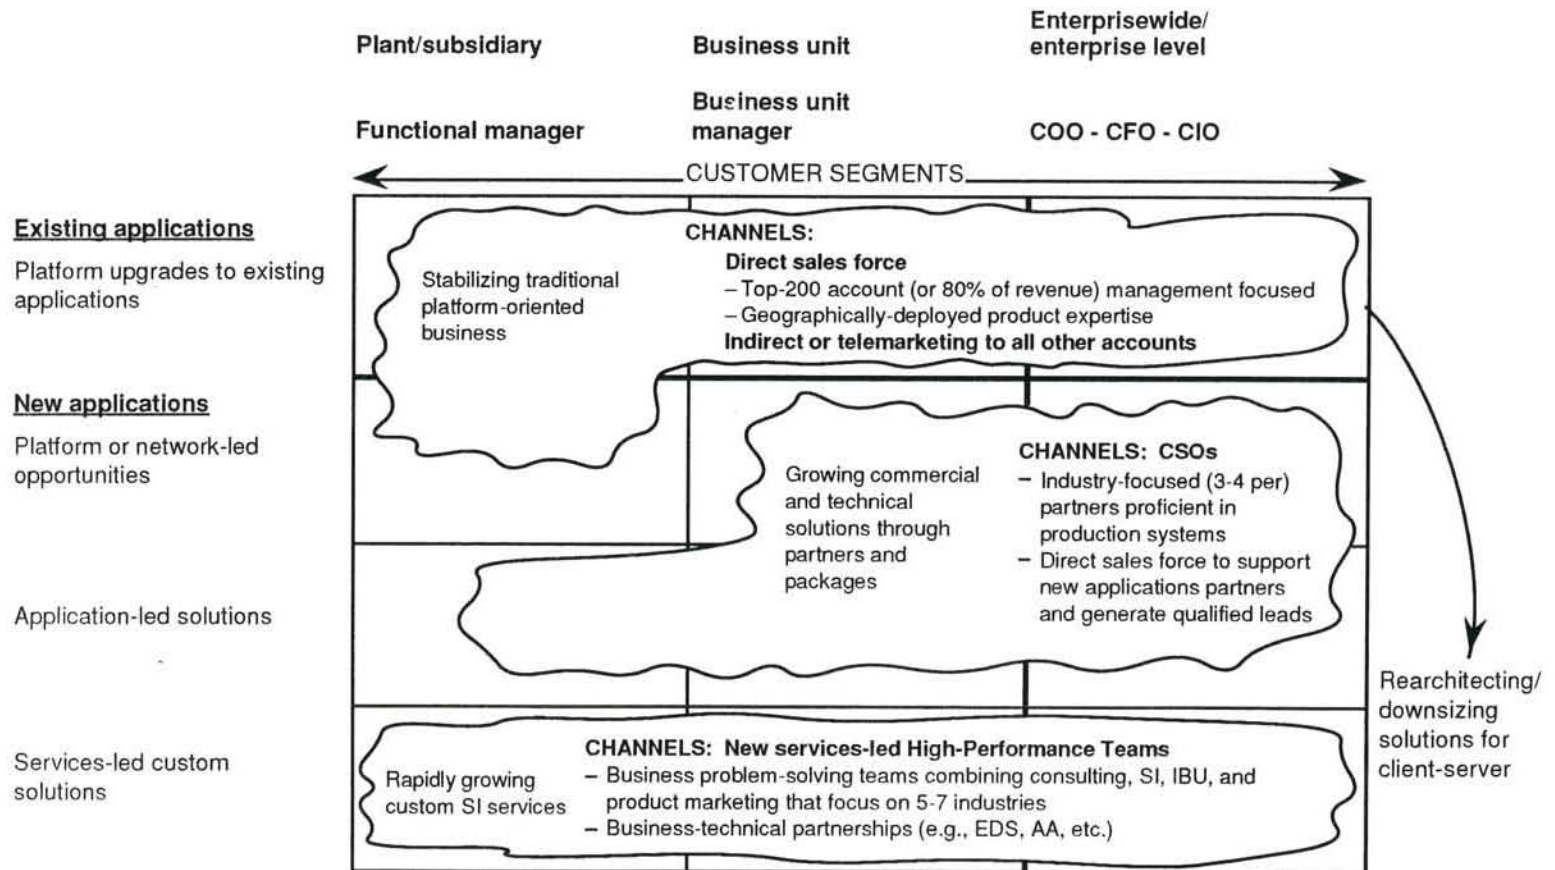 Plant/subsidiary
Business unit
Enterprisewide/
enterprise level
Functional manager
Business unit
manager
COO - CFO - CIO
CUSTOMER SEGMENTS
Existing applications
Platform upgrades to existing
applications
New applications
Platform or network-led
opportunities
Application-led solutions
Services-led custom
solutions
Stabilizing traditional
platform-oriented
business
CHANNELS:
Direct sales force
– Top-200 account (or 80% of revenue) management focused
– Geographically-deployed product expertise
Indirect or telemarketing to all other accounts
Growing commercial
and technical
solutions through
partners and
packages
CHANNELS: CSOs
– Industry-focused (3-4 per)
partners proficient in
production systems
– Direct sales force to support
new applications partners
and generate qualified leads
Rapidly growing
custom SI services
CHANNELS: New services-led High-Performance Teams
– Business problem-solving teams combining consulting, SI, IBU, and
product marketing that focus on 5-7 industries
– Business-technical partnerships (e.g., EDS, AA, etc.)
Rearchitecting/
downsizing
solutions for
client-server